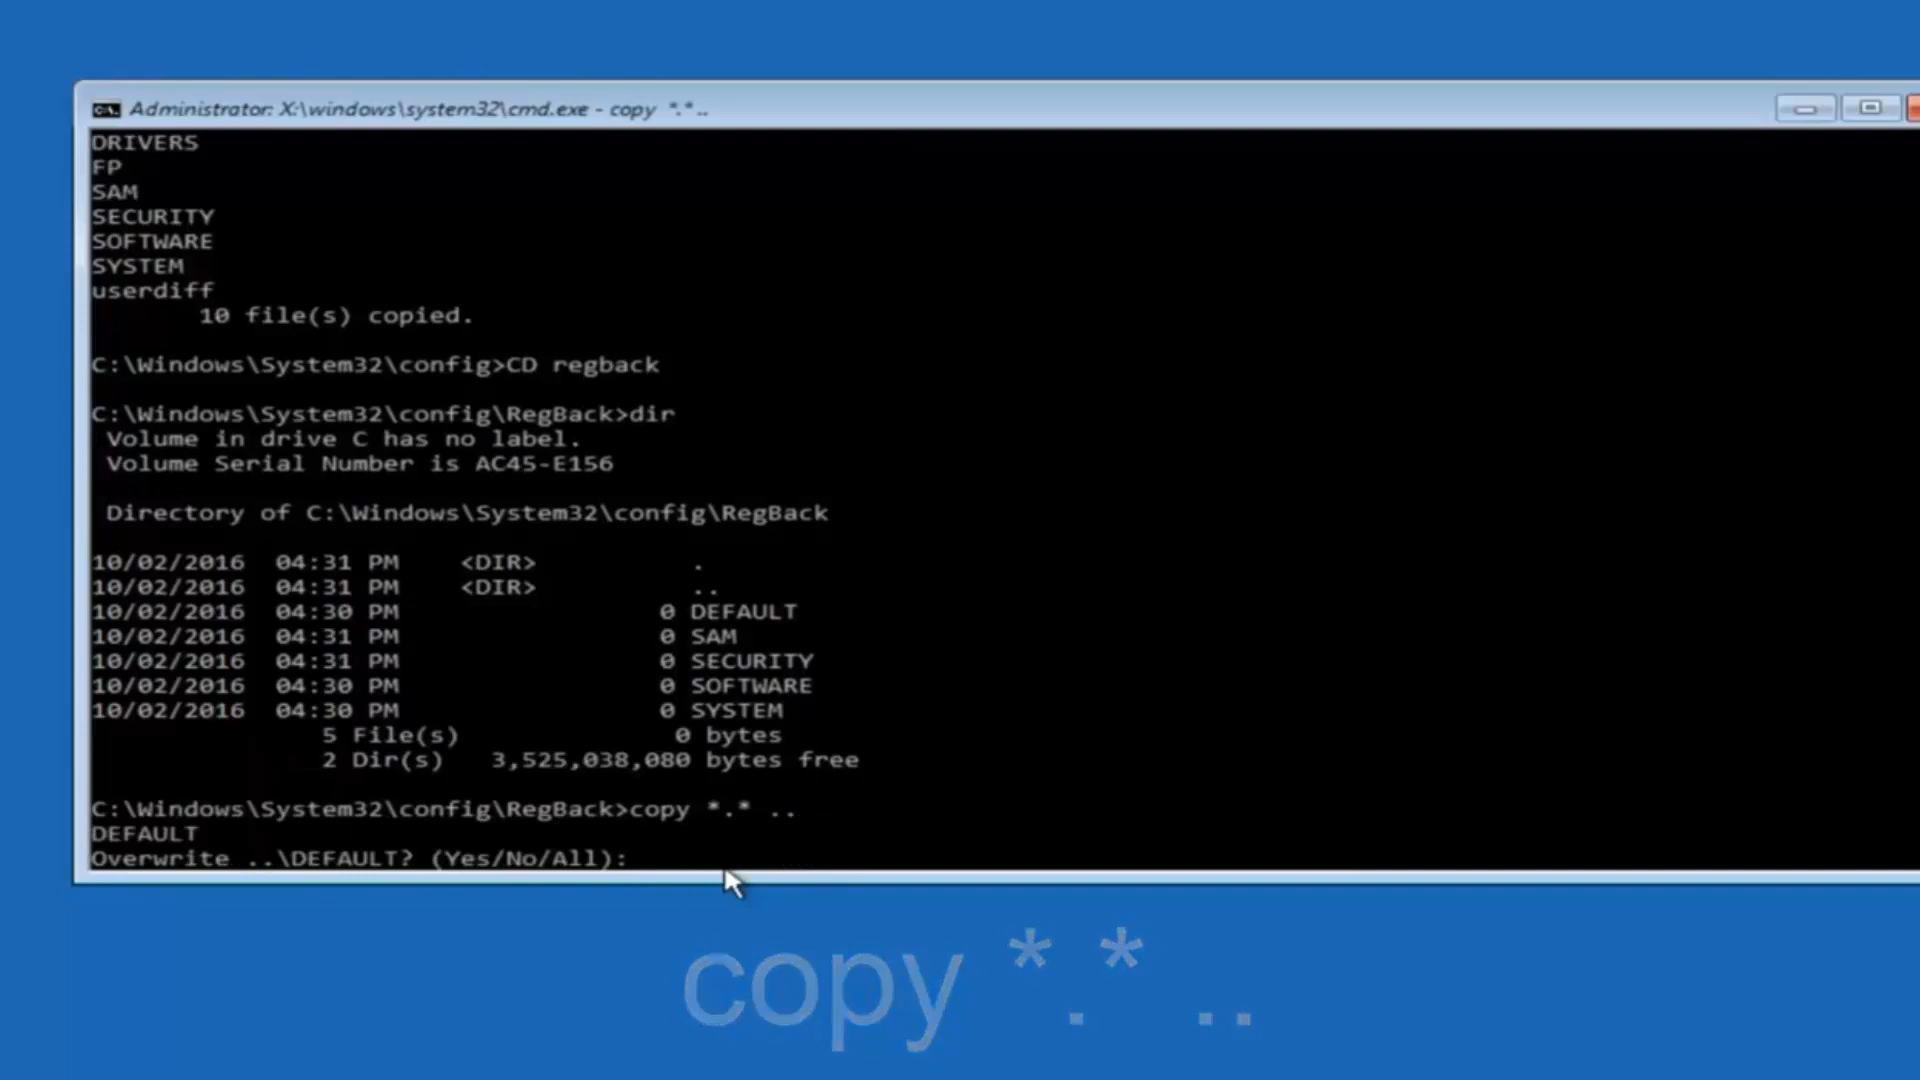 Administrator: X:\windows\system32\cmd.exe - copy *.* ..
DRIVERS
FP
SAM
SECURITY
SOFTWARE
SYSTEM
userdiff
10 file(s) copied.
C:\Windows\System32\config>CD regback
C:\Windows\System32\config\RegBack>dir
Volume in drive C has no label.
Volume Serial Number is AC45-E156
Directory of C:\Windows\System32\config\RegBack
10/02/2016 04:31 PM <DIR> .
10/02/2016 04:31 PM <DIR> ..
10/02/2016 04:30 PM 0 DEFAULT
10/02/2016 04:31 PM 0 SAM
10/02/2016 04:31 PM 0 SECURITY
10/02/2016 04:30 PM 0 SOFTWARE
10/02/2016 04:30 PM 0 SYSTEM
5 File(s) 0 bytes
2 Dir(s) 3,525,038,080 bytes free
C:\Windows\System32\config\RegBack>copy *.* ..
DEFAULT
Overwrite ..\DEFAULT? (Yes/No/All):
copy *.* ..